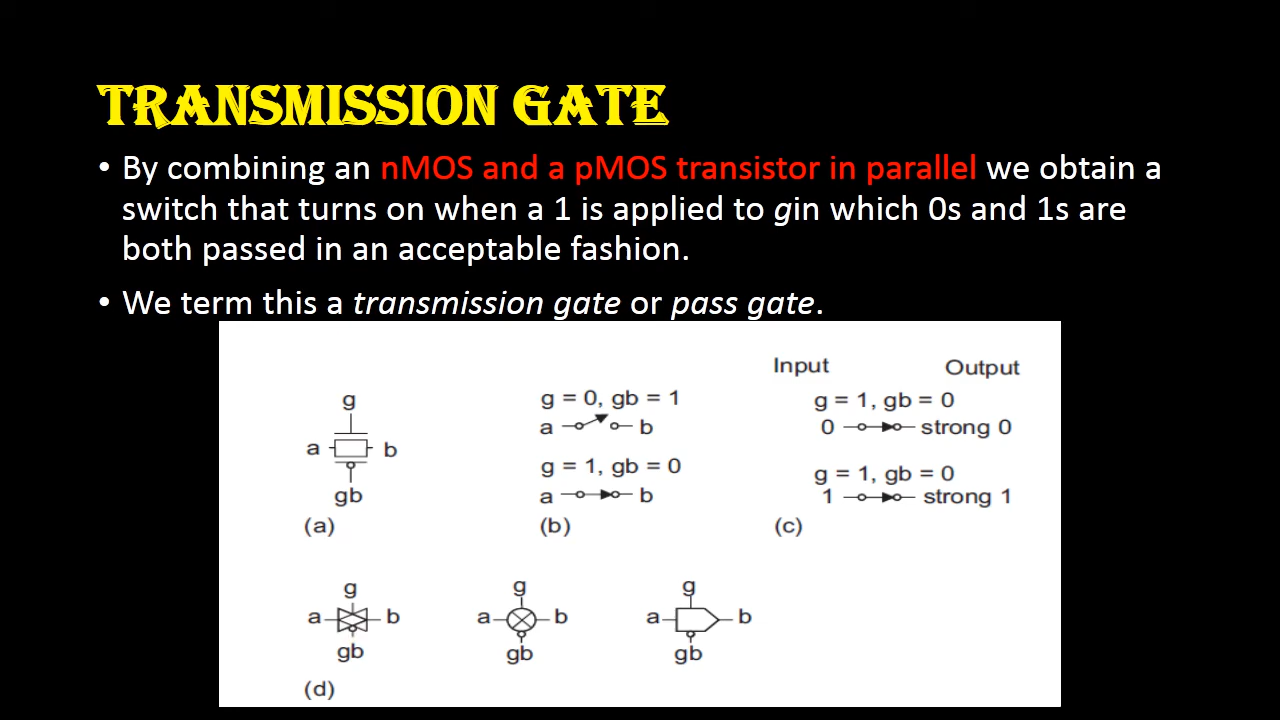 TRANSMISSION GATE
• By combining an nMOS and a pMOS transistor in parallel we obtain a
switch that turns on when a 1 is applied to gin which 0s and 1s are
both passed in an acceptable fashion.
• We term this a transmission gate or pass gate.
g
a b
gb
(a)
g = 0, gb = 1
a b
g = 1, gb = 0
a b
(b)
Input Output
g = 1, gb = 0
0 strong 0
g = 1, gb = 0
1 strong 1
(c)
g
a b
gb
g
a b
gb
g
a b
gb
(d)